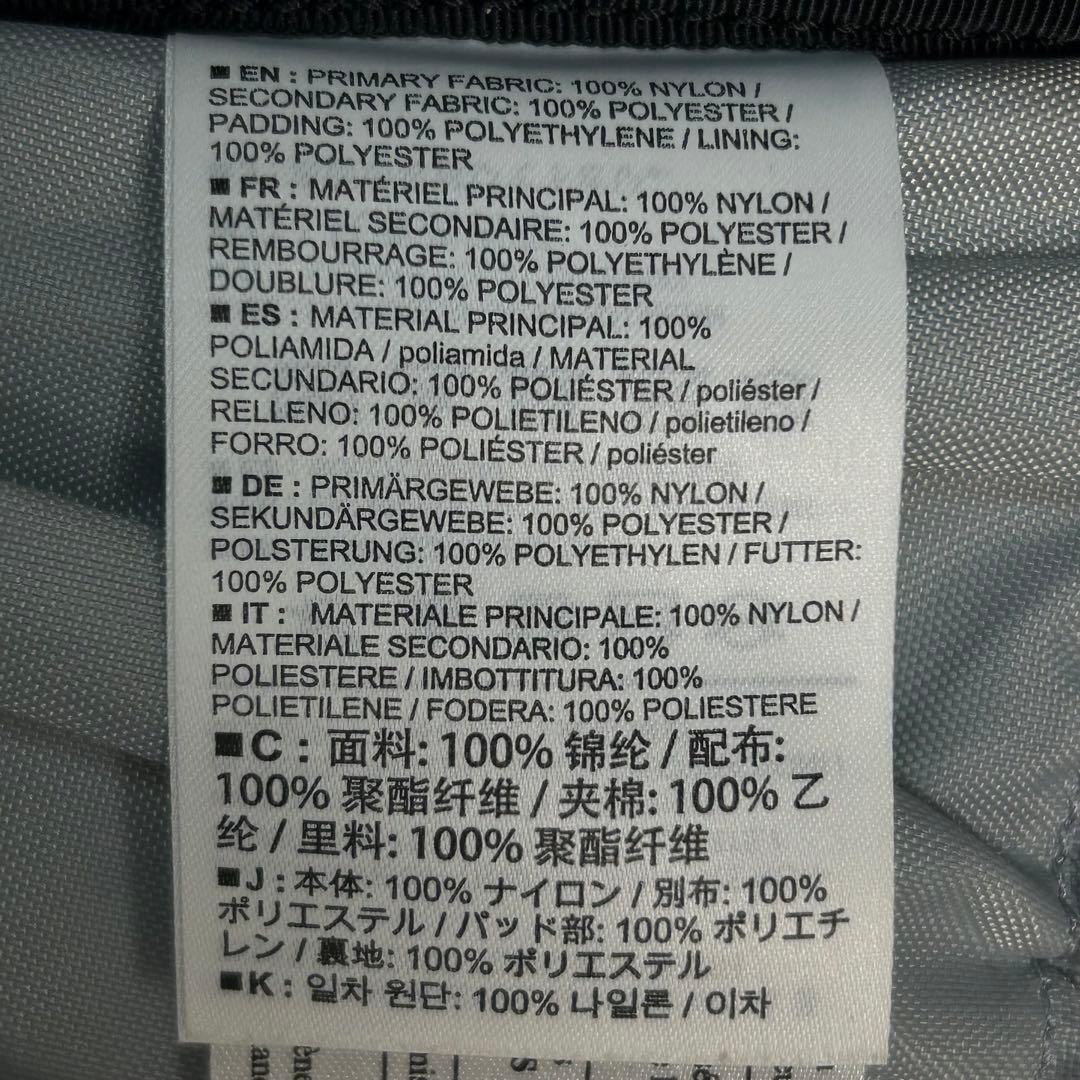 ■ EN : PRIMARY FABRIC: 100% NYLON /
SECONDARY FABRIC: 100% POLYESTER /
PADDING: 100% POLYETHYLENE / LINING:
100% POLYESTER
■ FR : MATÉRIEL PRINCIPAL: 100% NYLON /
MATÉRIEL SECONDAIRE: 100% POLYESTER /
REMBOURRAGE: 100% POLYETHYLÈNE /
DOUBLURE: 100% POLYESTER
■ ES : MATERIAL PRINCIPAL: 100%
POLIAMIDA / poliamida / MATERIAL
SECUNDARIO: 100% POLIÉSTER / poliéster /
RELLENO: 100% POLIETILENO / polietileno /
FORRO: 100% POLIÉSTER / poliéster
■ DE : PRIMÄRGEWEBE: 100% NYLON /
SEKUNDÄRGEWEBE: 100% POLYESTER /
POLSTERUNG: 100% POLYETHYLEN / FUTTER:
100% POLYESTER
■ IT : MATERIALE PRINCIPALE: 100% NYLON /
MATERIALE SECONDARIO: 100%
POLIESTERE / IMBOTTITURA: 100%
POLIETILENE / FODERA: 100% POLIESTERE
■ C : 面料: 100% 锦纶 / 配布:
100% 聚酯纤维 / 夹棉: 100% 乙
纶 / 里料: 100% 聚酯纤维
■ J : 本体: 100% ナイロン / 別布: 100%
ポリエステル / パッド部: 100% ポリエチ
レン / 裏地: 100% ポリエステル
■ K : 일차 원단: 100% 나일론 / 이차